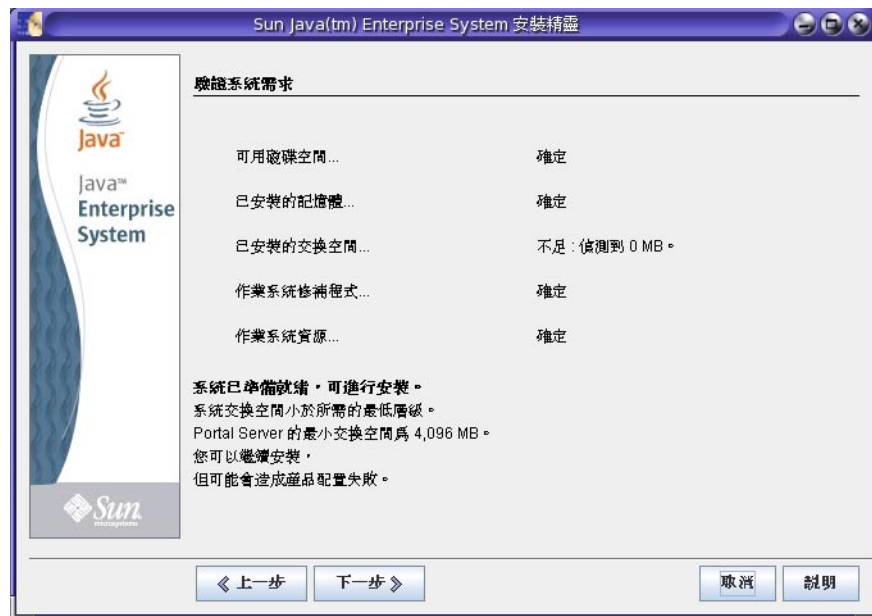 Sun Java(tm) Enterprise System 安裝精靈
Java
Java™
Enterprise
System
Sun
microsystems
驗證系統需求
可用磁碟空間... 確定
已安裝的記憶體... 確定
已安裝的交換空間... 不足：偵測到 0 MB。
作業系統修補程式... 確定
作業系統資源... 確定
系統已準備就緒，可進行安裝。
系統交換空間小於所需的最低層級。
Portal Server 的最小交換空間為 4,096 MB。
您可以繼續安裝，
但可能會造成產品配置失敗。
上一步
下一步
取消
說明